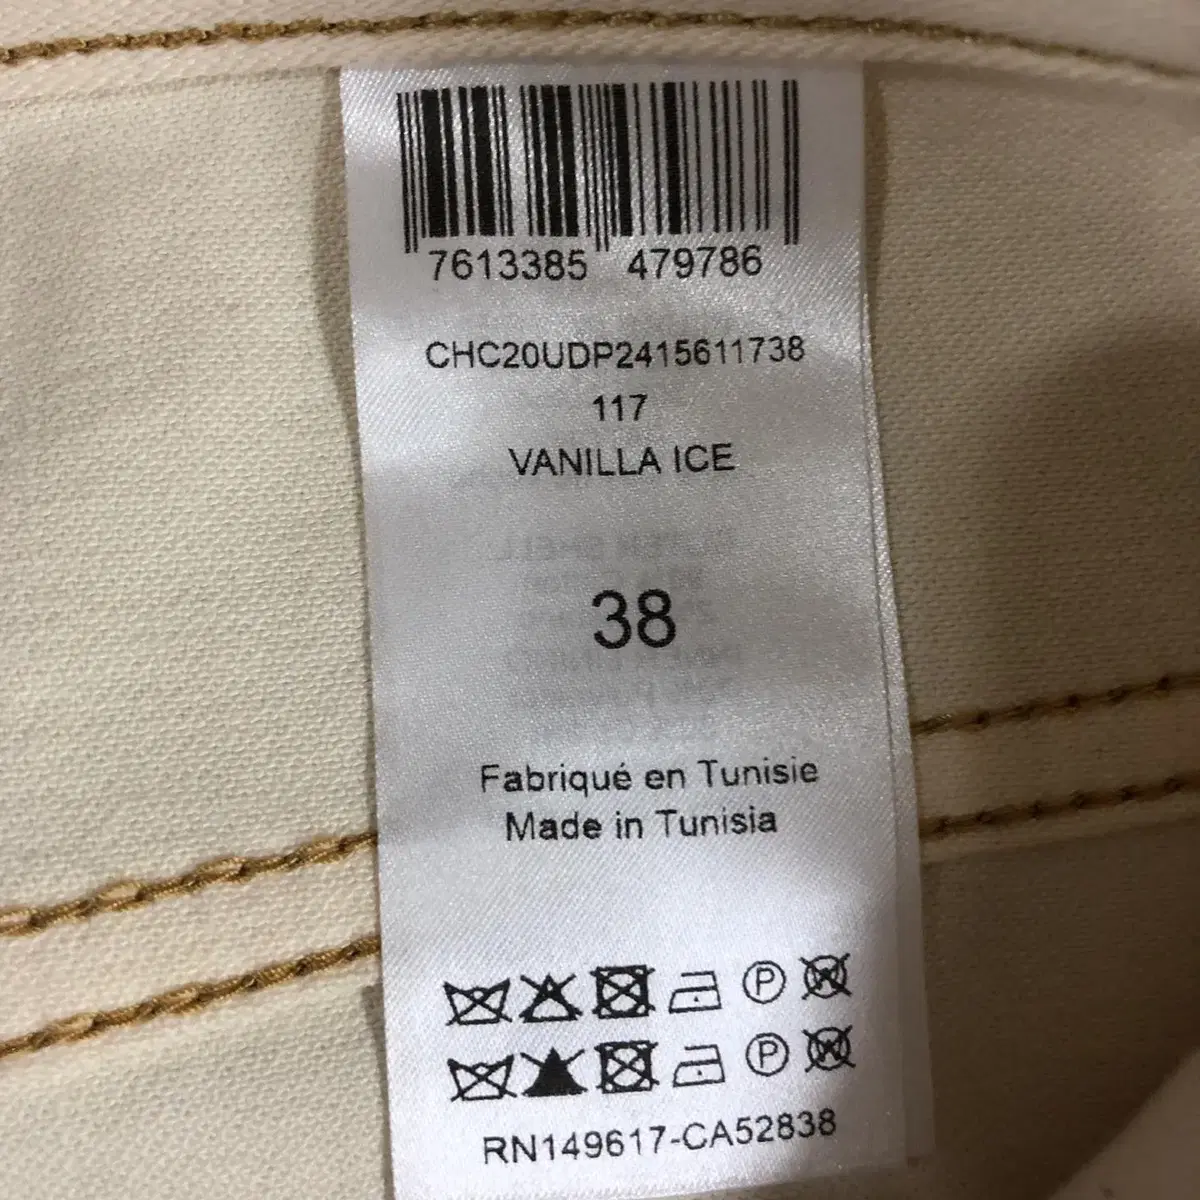 7613385 479786
CHC20UDP2415611738
117
VANILLA ICE
38
Fabriqué en Tunisie
Made in Tunisia
P
W
P
W
RN149617-CA52838